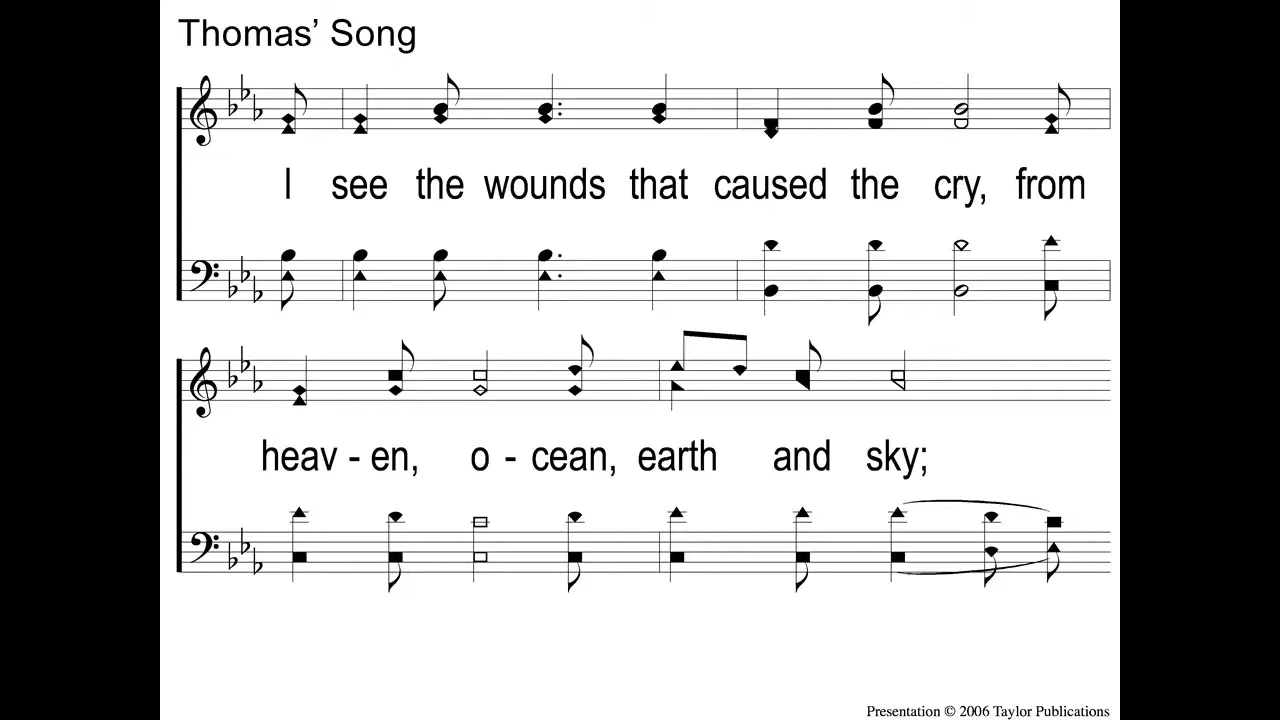 Thomas’ Song
I see the wounds that caused the cry, from
heav - en, o - cean, earth and sky;
Presentation © 2006 Taylor Publications